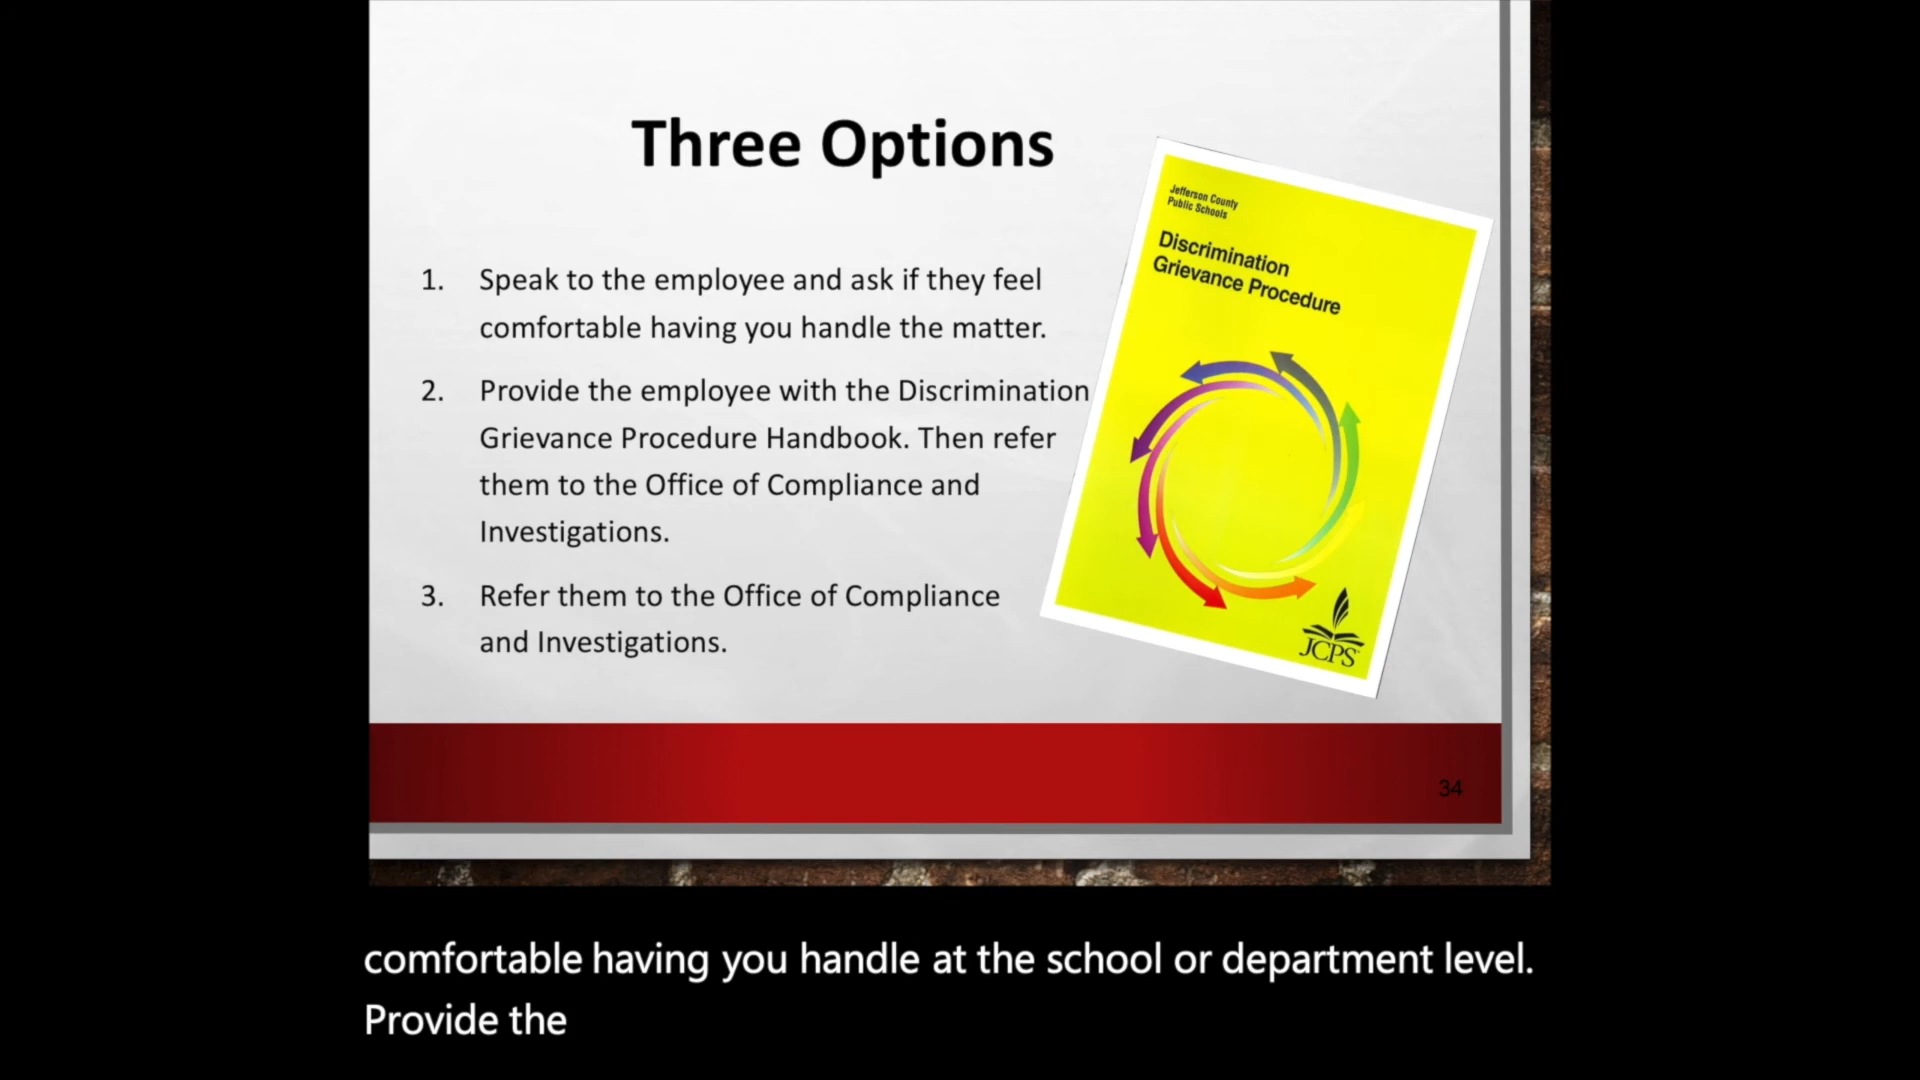 Three Options
1. Speak to the employee and ask if they feel
comfortable having you handle the matter.
2. Provide the employee with the Discrimination
Grievance Procedure Handbook. Then refer
them to the Office of Compliance and
Investigations.
3. Refer them to the Office of Compliance
and Investigations.
Jefferson County
Public Schools
Discrimination
Grievance Procedure
JCPS
34
comfortable having you handle at the school or department level.
Provide the